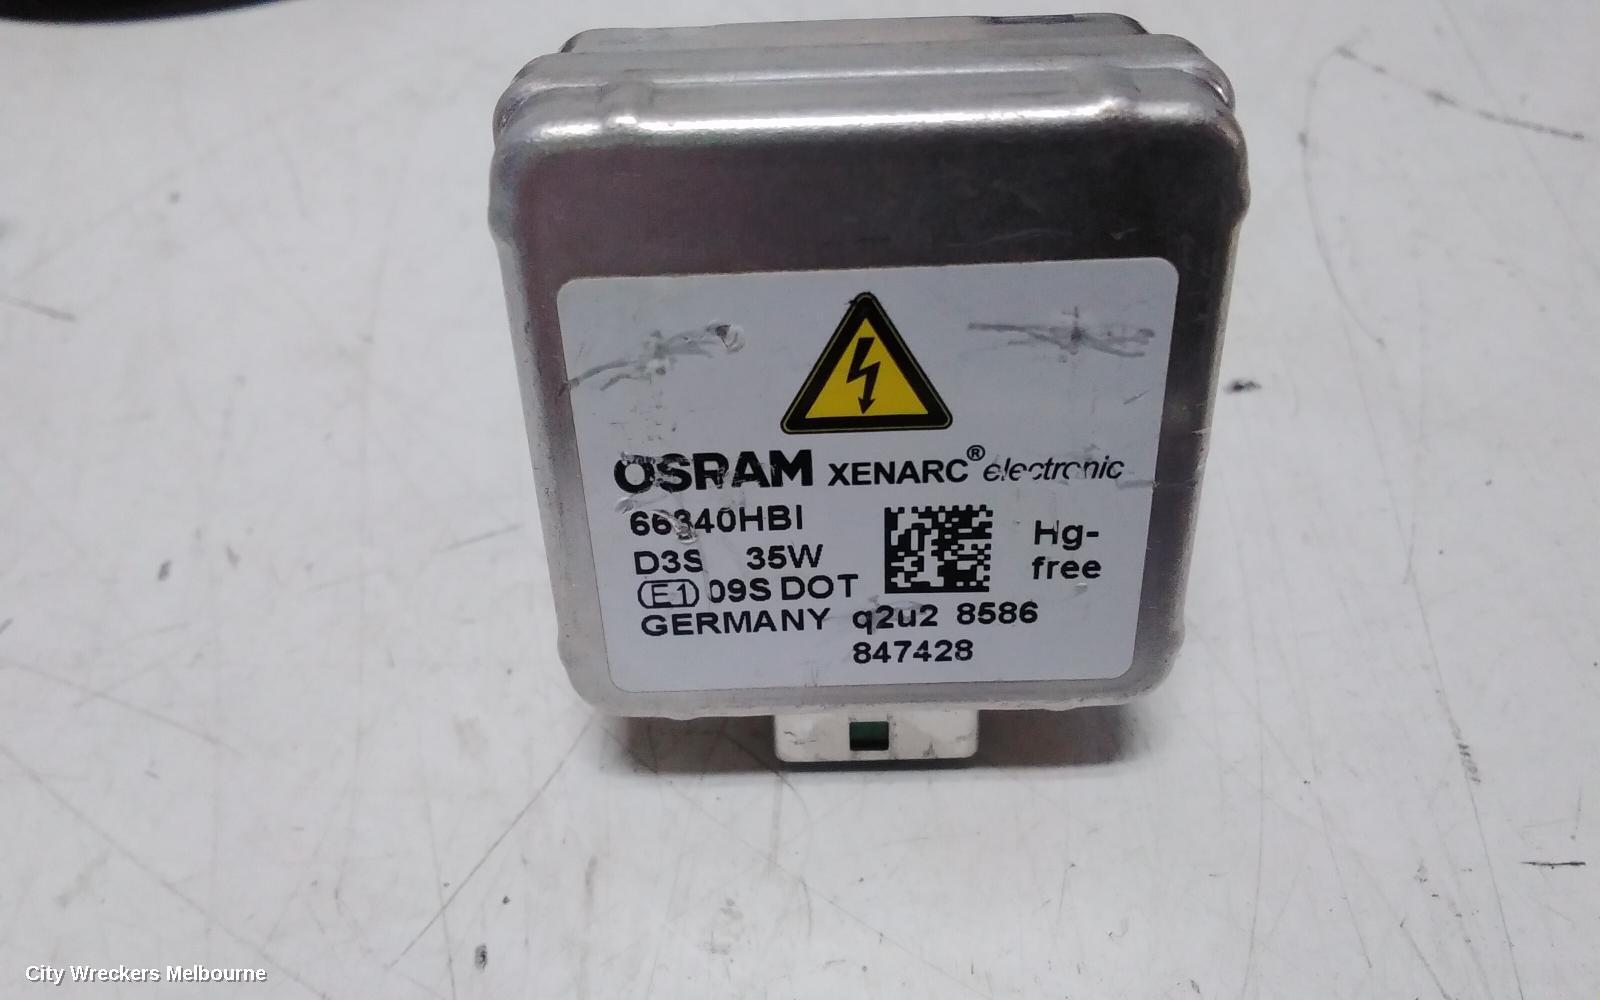 OSRAM XENARC® electronic
66340HBI
D3S 35W
Hg-free
E1 09S DOT
GERMANY q2u2 8586
847428
City Wreckers Melbourne